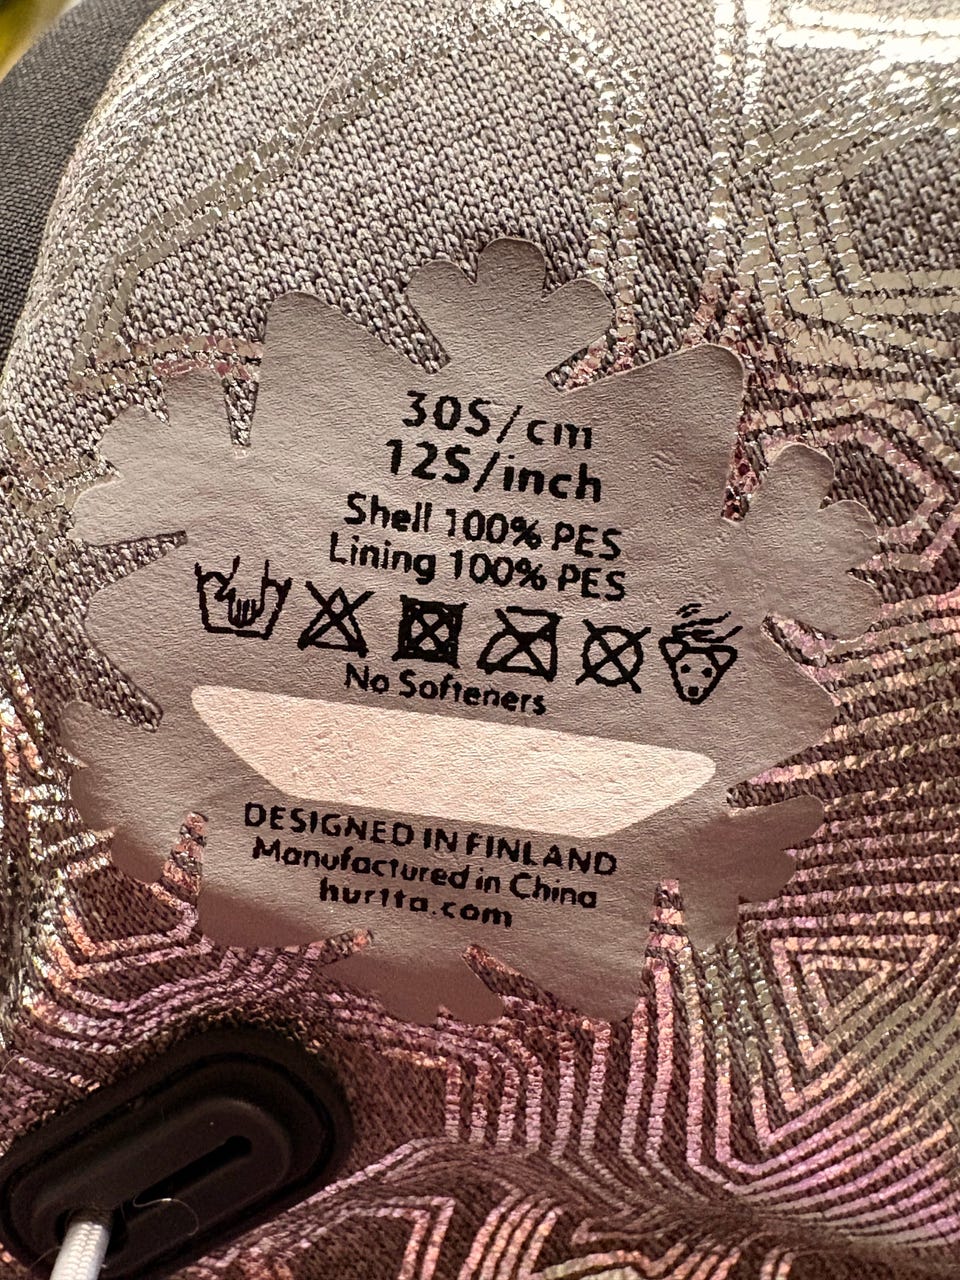 30S/cm
12S/inch
Shell 100% PES
Lining 100% PES
No Softeners
DESIGNED IN FINLAND
Manufactured in China
hurtta.com